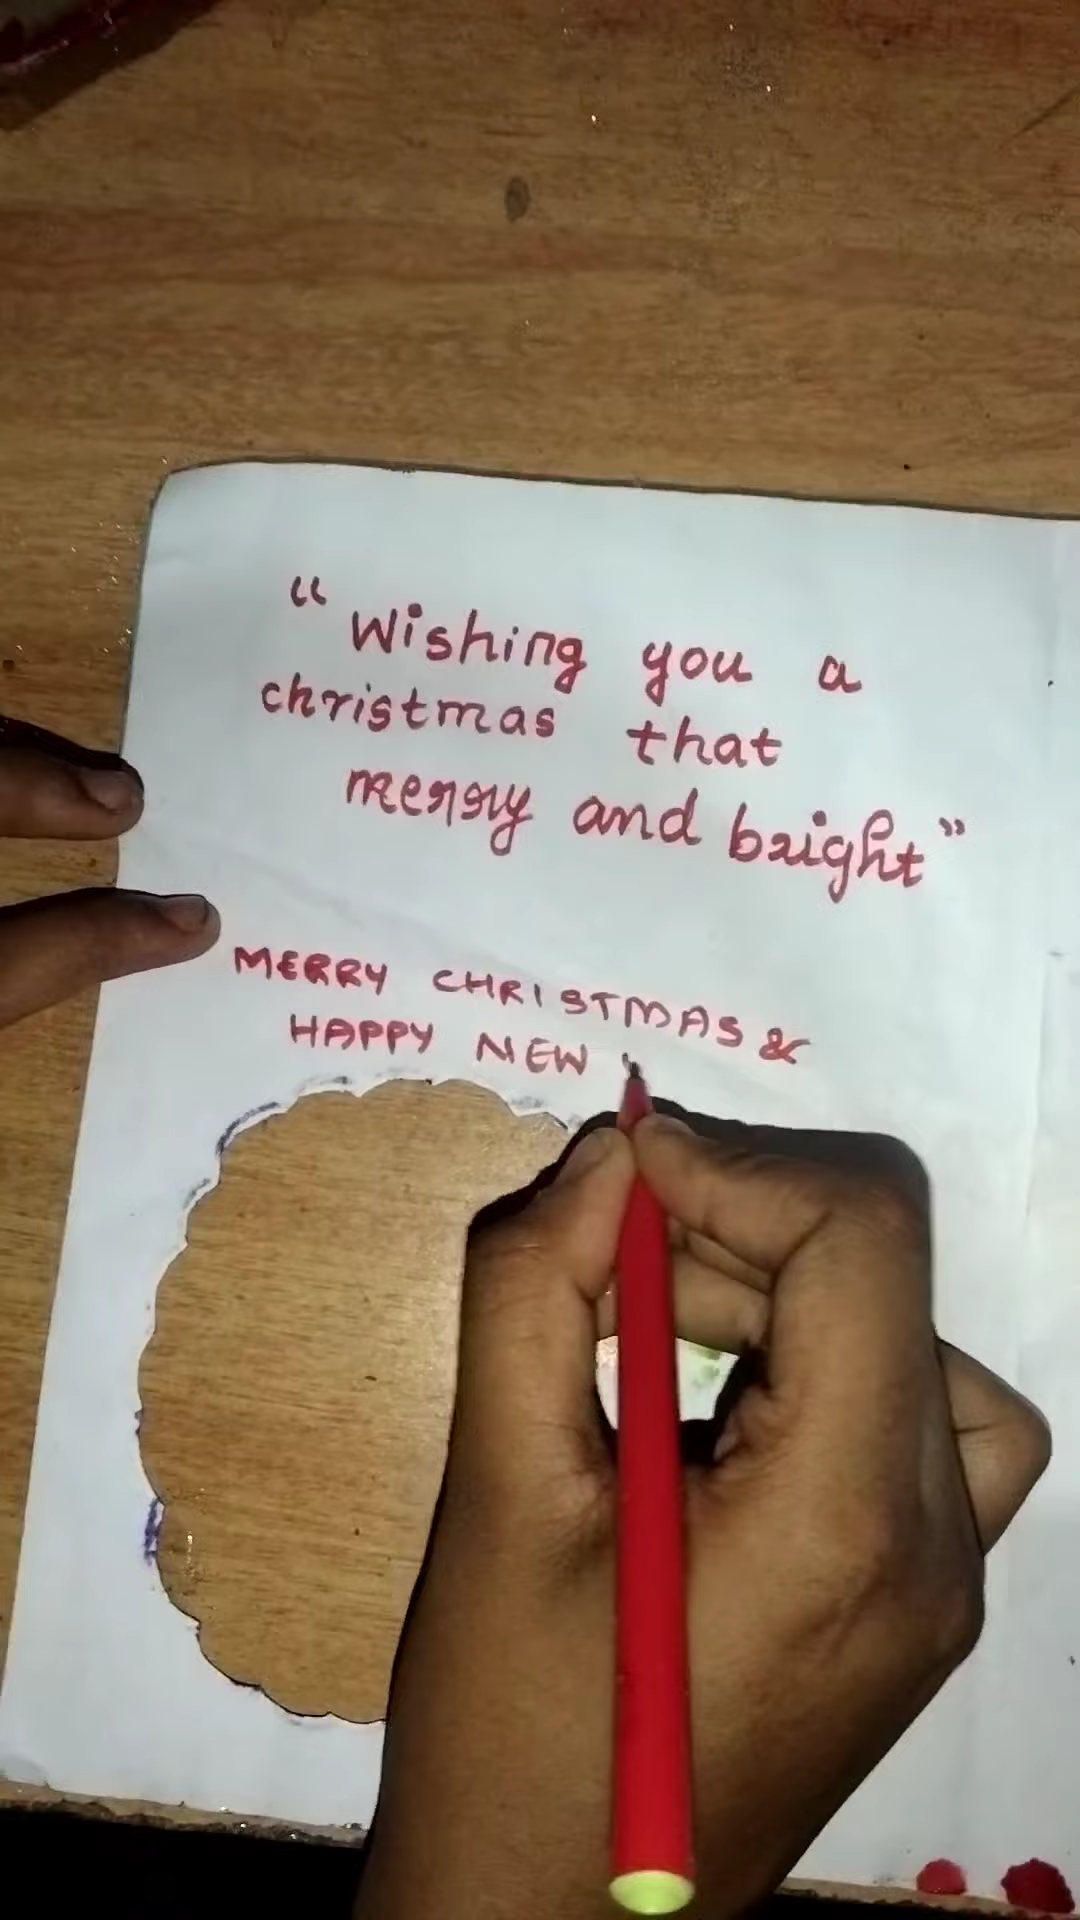 “Wishing you a
christmas that
merry and bright”
MERRY CHRISTMAS &
HAPPY NEW